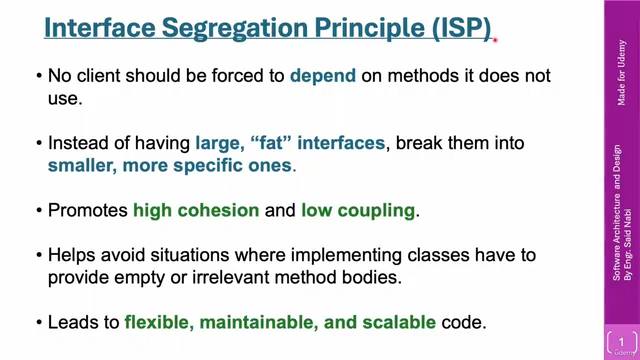 Interface Segregation Principle (ISP)
• No client should be forced to depend on methods it does not
use.
• Instead of having large, “fat” interfaces, break them into
smaller, more specific ones.
• Promotes high cohesion and low coupling.
• Helps avoid situations where implementing classes have to
provide empty or irrelevant method bodies.
• Leads to flexible, maintainable, and scalable code.
Made for Udemy
Software Architecture and Design
By Engr. Said Nabi
1
Udemy